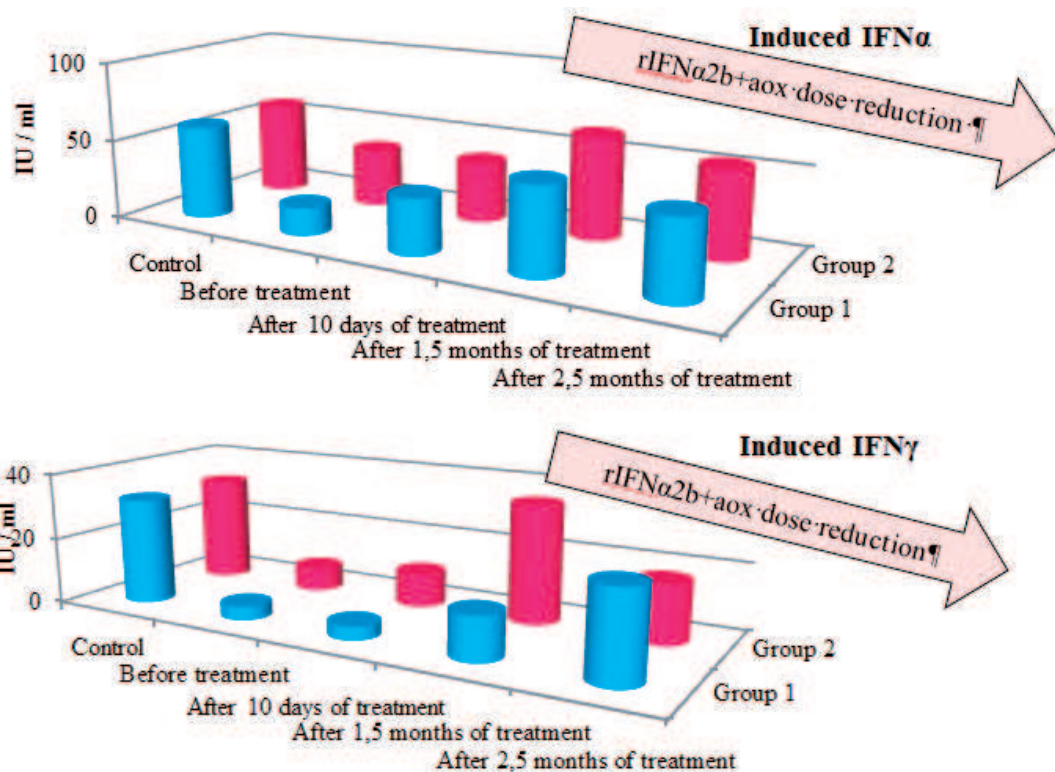 Induced IFNα
rIFNα2b+aox·dose·reduction·¶
100
50
0
IU / ml
Control
Before treatment
After 10 days of treatment
After 1,5 months of treatment
After 2,5 months of treatment
Group 2
Group 1
Induced IFNγ
rIFNα2b+aox·dose·reduction¶
40
20
0
IU / ml
Control
Before treatment
After 10 days of treatment
After 1,5 months of treatment
After 2,5 months of treatment
Group 2
Group 1